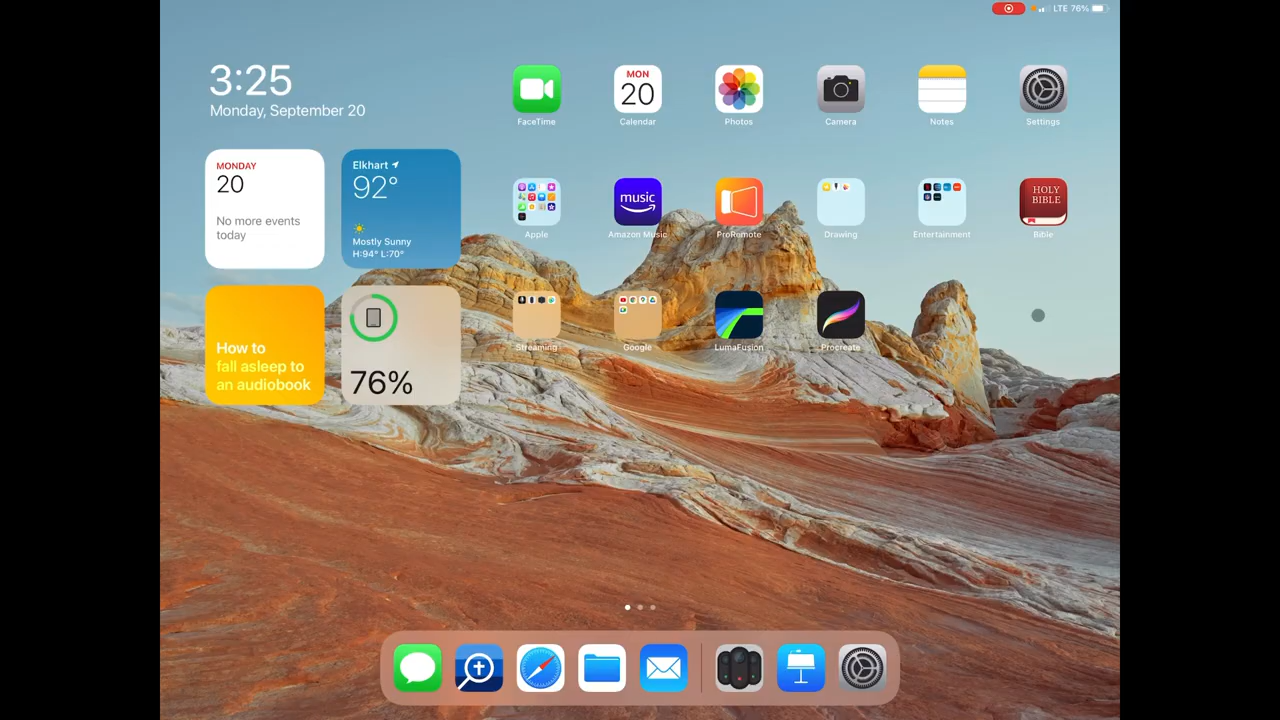 LTE 76%
3:25
Monday, September 20
MONDAY
20
No more events
today
Elkhart
92°
Mostly Sunny
H:94° L:70°
How to
fall asleep to
an audiobook
76%
FaceTime
MON
20
Calendar
Photos
Camera
Notes
Settings
Apple
music
Amazon Music
ProRemote
Drawing
Entertainment
HOLY
BIBLE
Bible
Streaming
Google
LumaFusion
Procreate